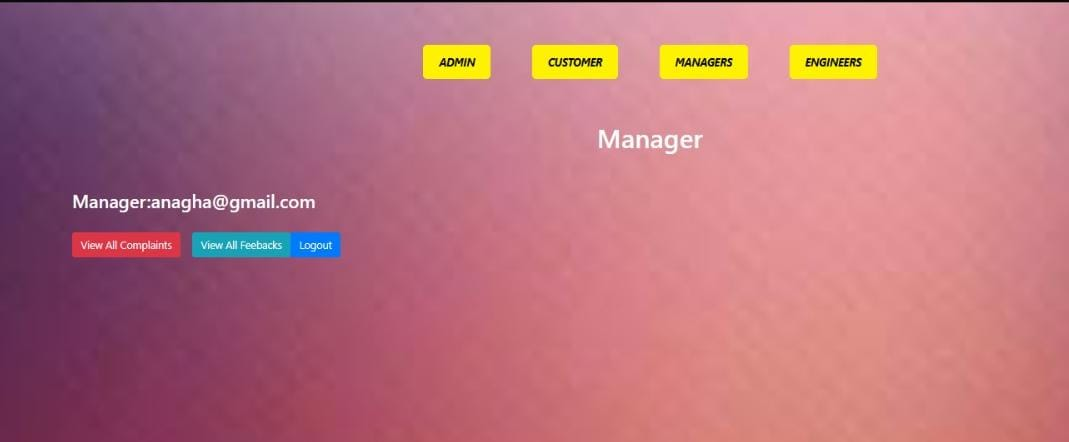 ADMIN CUSTOMER MANAGERS ENGINEERS
Manager
Manager:anagha@gmail.com
View All Complaints View All Feebacks Logout